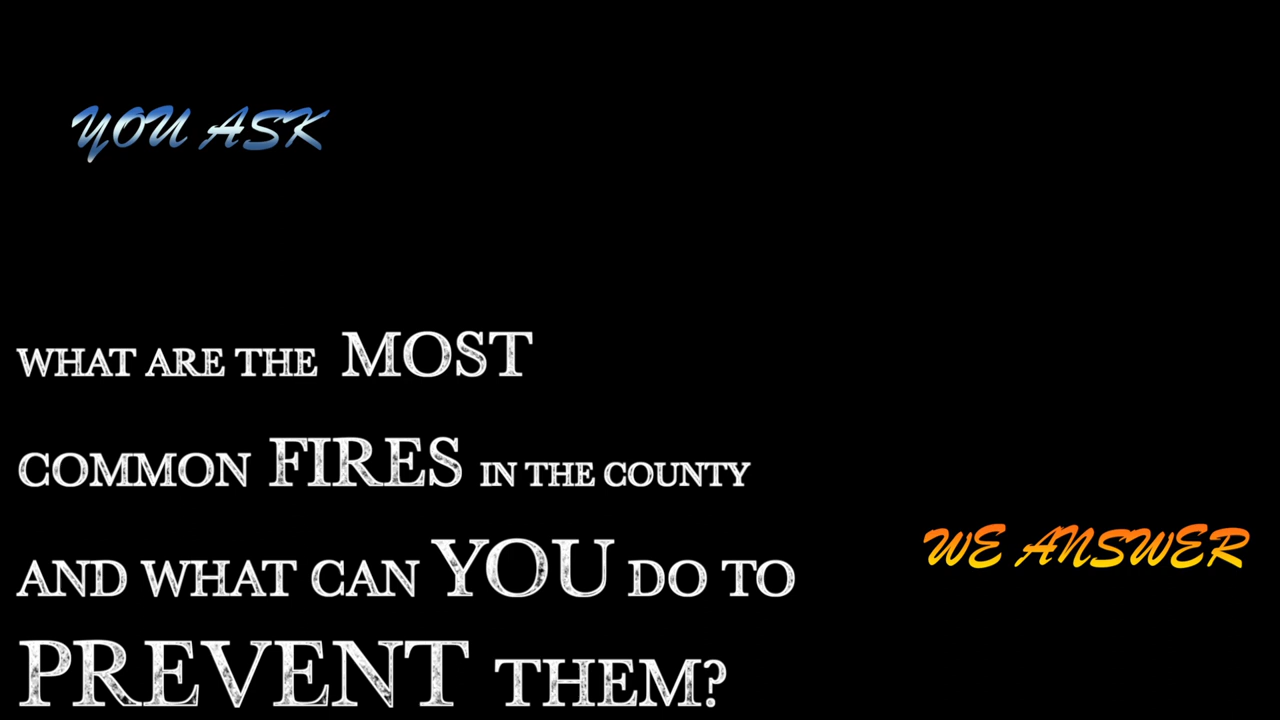 YOU ASK
WHAT ARE THE MOST
COMMON FIRES IN THE COUNTY
AND WHAT CAN YOU DO TO
PREVENT THEM?
WE ANSWER